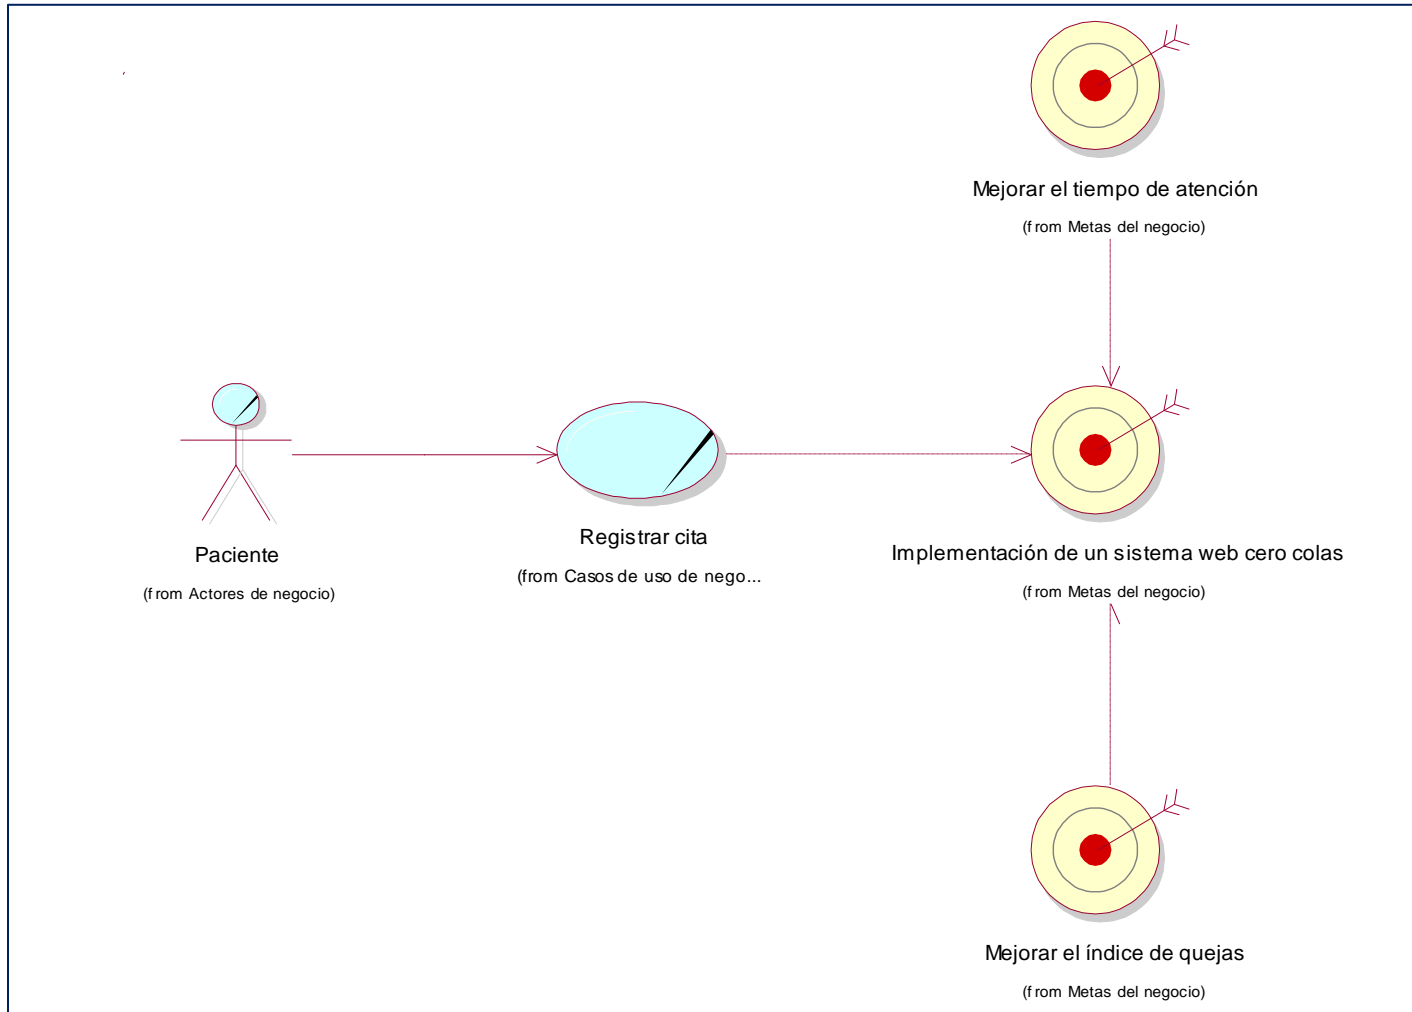 Mejorar el tiempo de atención
(from Metas del negocio)
Paciente
(from Actores de negocio)
Registrar cita
(from Casos de uso de nego...
Implementación de un sistema web cero colas
(from Metas del negocio)
Mejorar el índice de quejas
(from Metas del negocio)